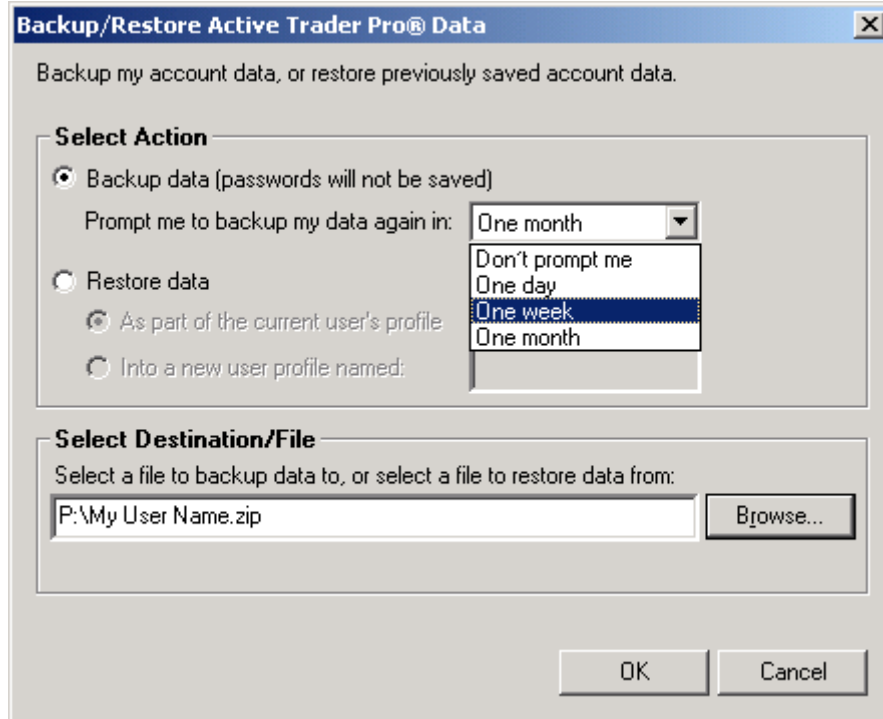 Backup/Restore Active Trader Pro® Data
Backup my account data, or restore previously saved account data.
Select Action
Backup data (passwords will not be saved)
Prompt me to backup my data again in: One month
Don't prompt me
One day
One week
One month
Restore data
As part of the current user's profile
Into a new user profile named:
Select Destination/File
Select a file to backup data to, or select a file to restore data from:
P:\My User Name.zip Browse...
OK Cancel